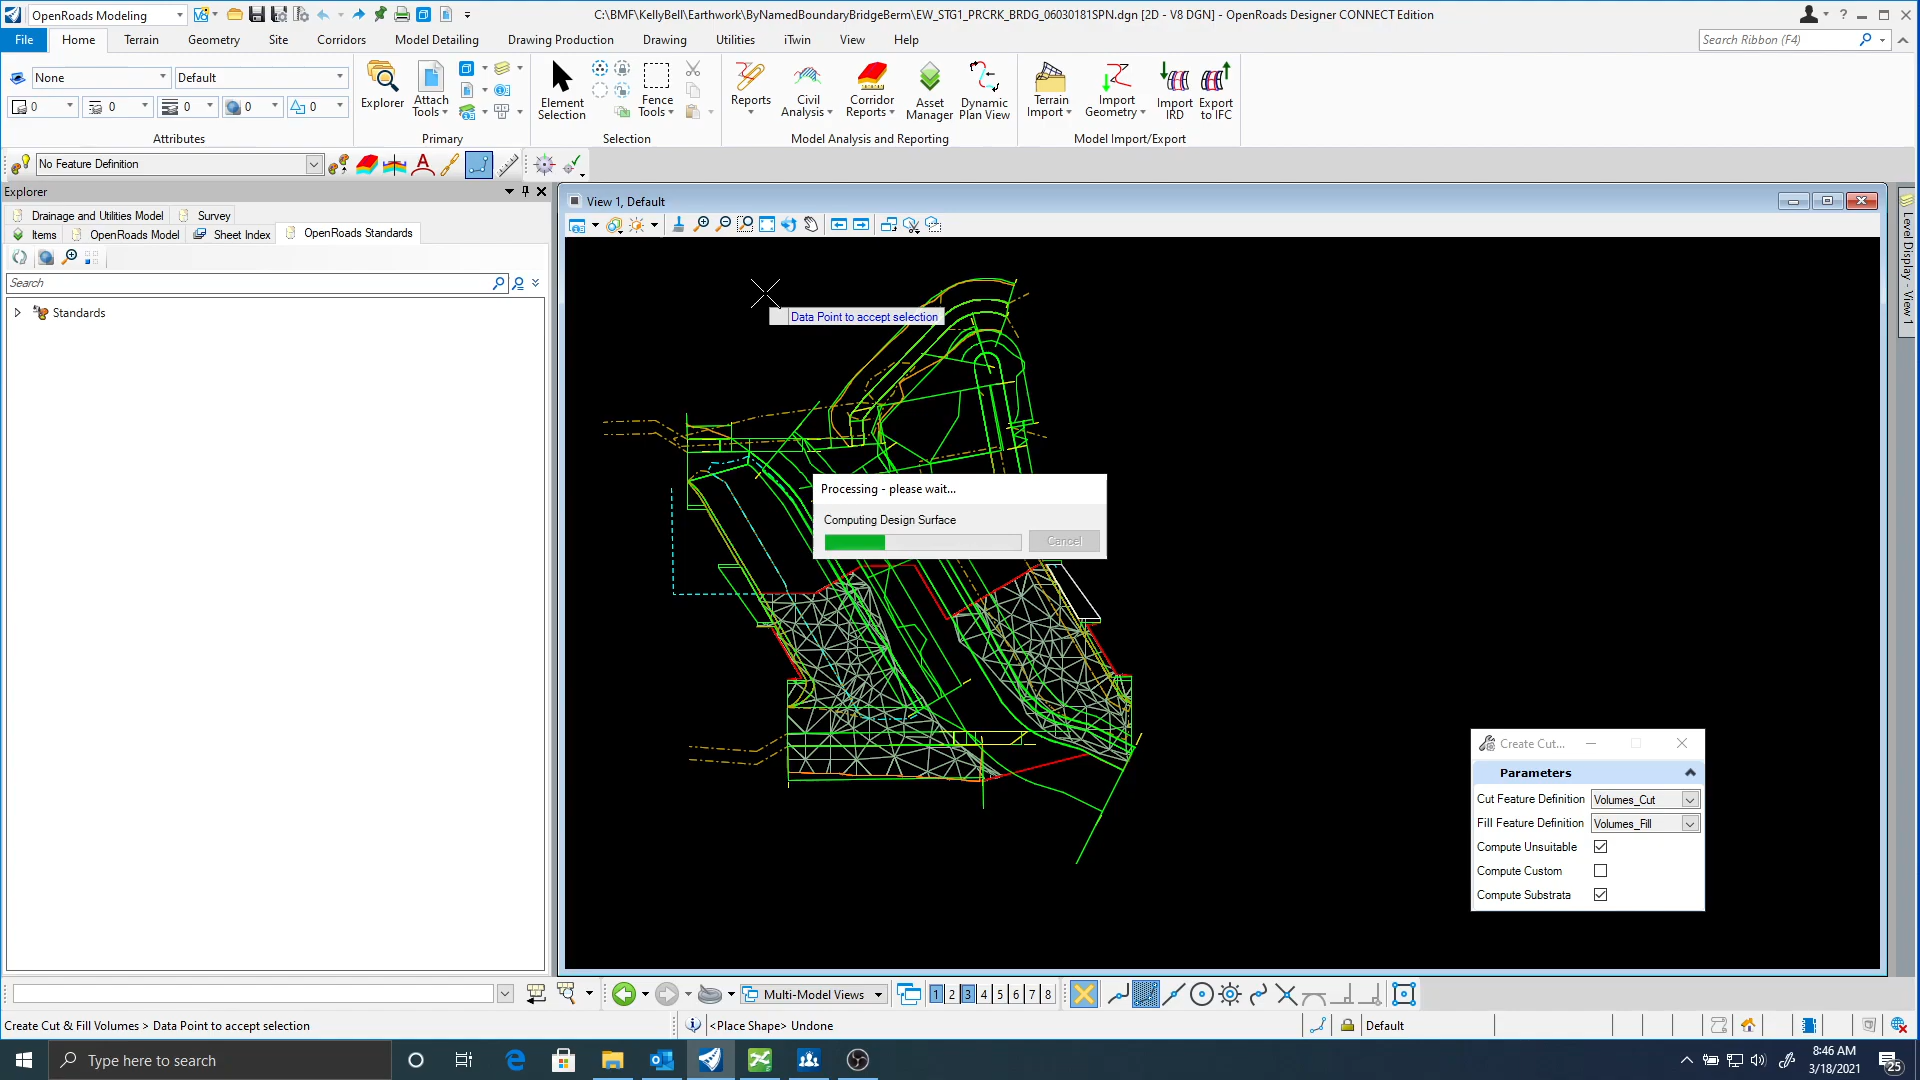 OpenRoads Modeling
C:\BMF\KellyBell\Earthwork\ByNamedBoundaryBridgeBerm\EW_STG1_PRCRK_BRDG_06030181SPN.dgn [2D - V8 DGN] - OpenRoads Designer CONNECT Edition
File Home Terrain Geometry Site Corridors Model Detailing Drawing Production Drawing Utilities iTwin View Help
Search Ribbon (F4)
None
Default
0 0 0 0 0
Attributes
Explorer
Attach Tools
Primary
Element Selection
Fence Tools
Selection
Reports
Civil Analysis
Corridor Reports
Asset Manager
Dynamic Plan View
Model Analysis and Reporting
Terrain Import
Import Geometry
Import IRD
Export to IFC
Model Import/Export
No Feature Definition
Explorer
Drainage and Utilities Model
Survey
Items
OpenRoads Model
Sheet Index
OpenRoads Standards
Search
Standards
View 1, Default
Data Point to accept selection
Processing - please wait...
Computing Design Surface
Cancel
Level Display - View 1
Create Cut...
Parameters
Cut Feature Definition Volumes_Cut
Fill Feature Definition Volumes_Fill
Compute Unsuitable
Compute Custom
Compute Substrata
Multi-Model Views
1 2 3 4 5 6 7 8
Create Cut & Fill Volumes > Data Point to accept selection
<Place Shape> Undone
Default
Type here to search
8:46 AM
3/18/2021
25